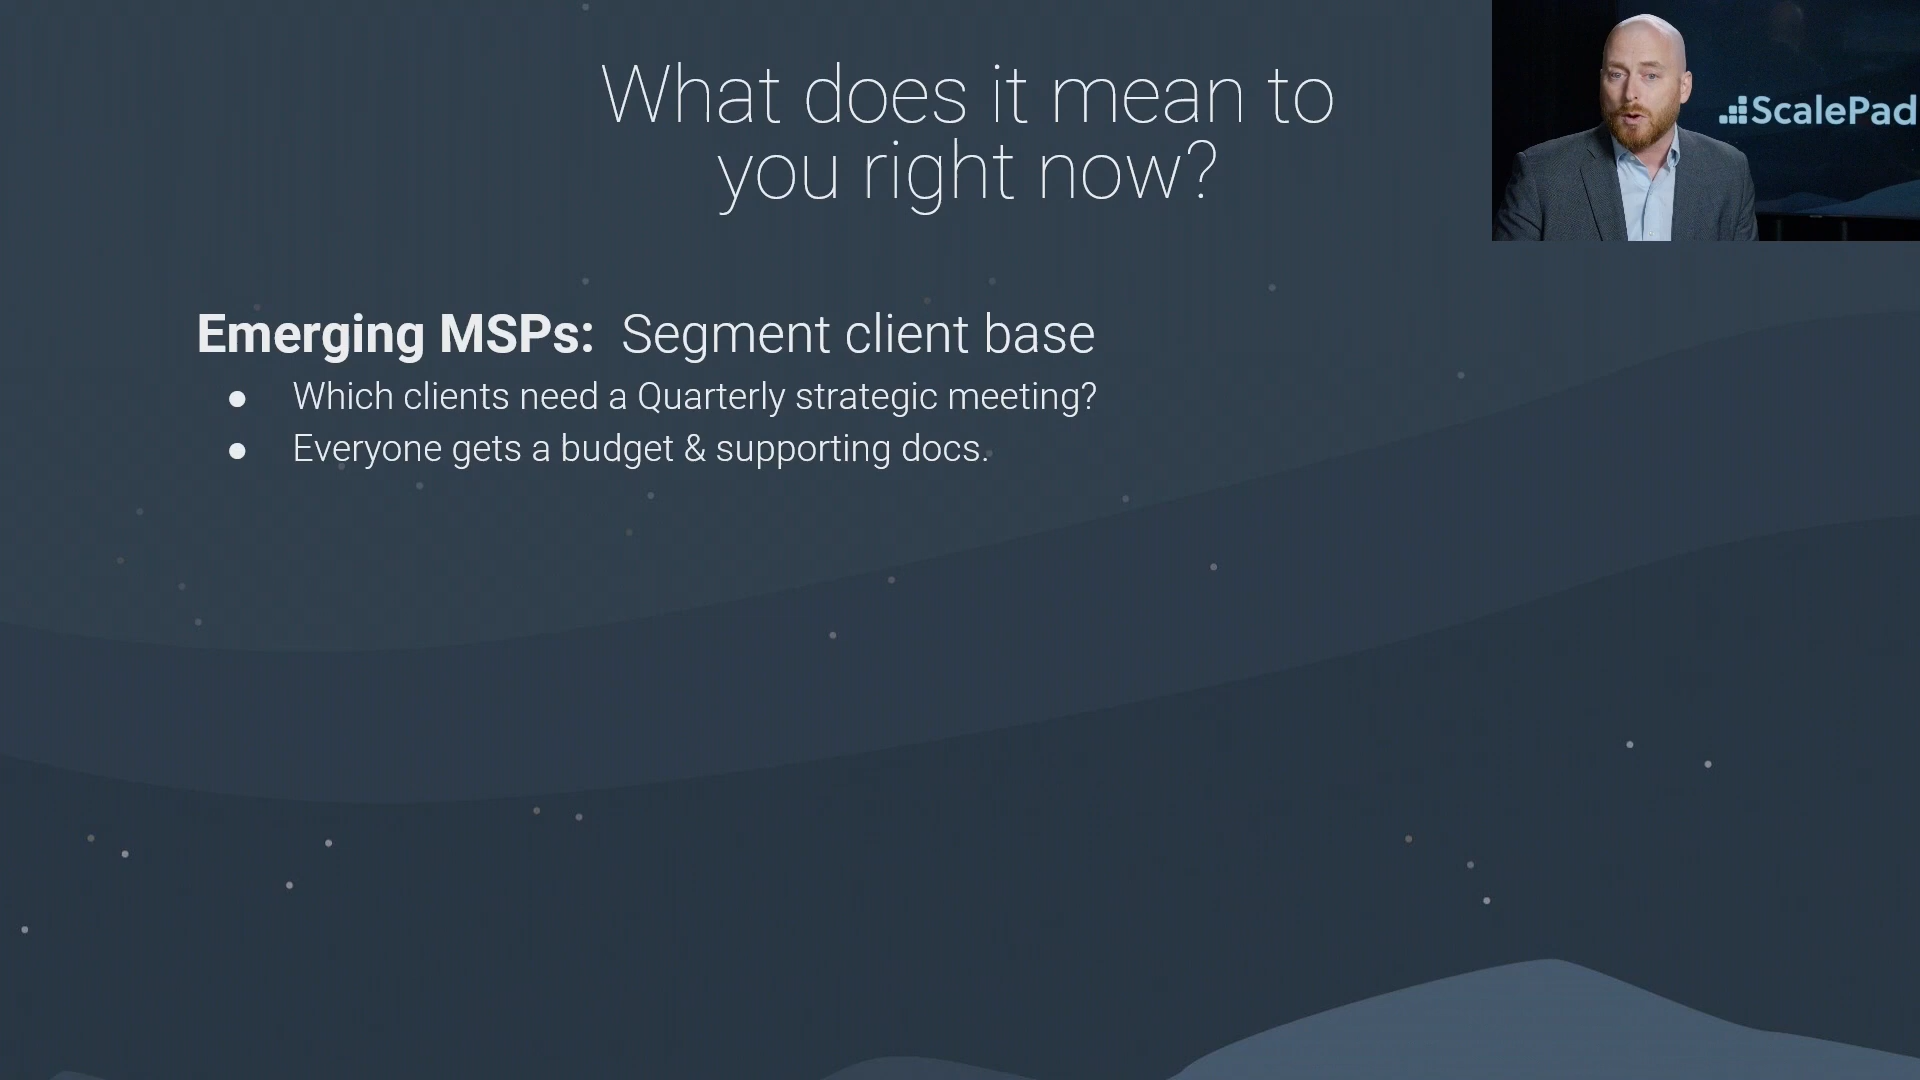 What does it mean to
you right now?
ScalePad
Emerging MSPs: Segment client base
● Which clients need a Quarterly strategic meeting?
● Everyone gets a budget & supporting docs.